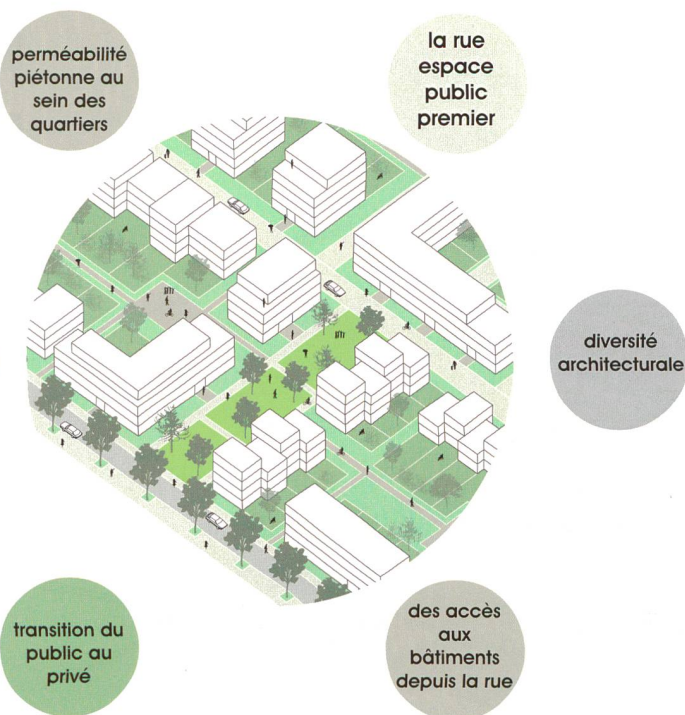 perméabilité
piétonne au
sein des
quartiers
la rue
espace
public
premier
diversité
architecturale
transition du
public au
privé
des accès
aux
bâtiments
depuis la rue